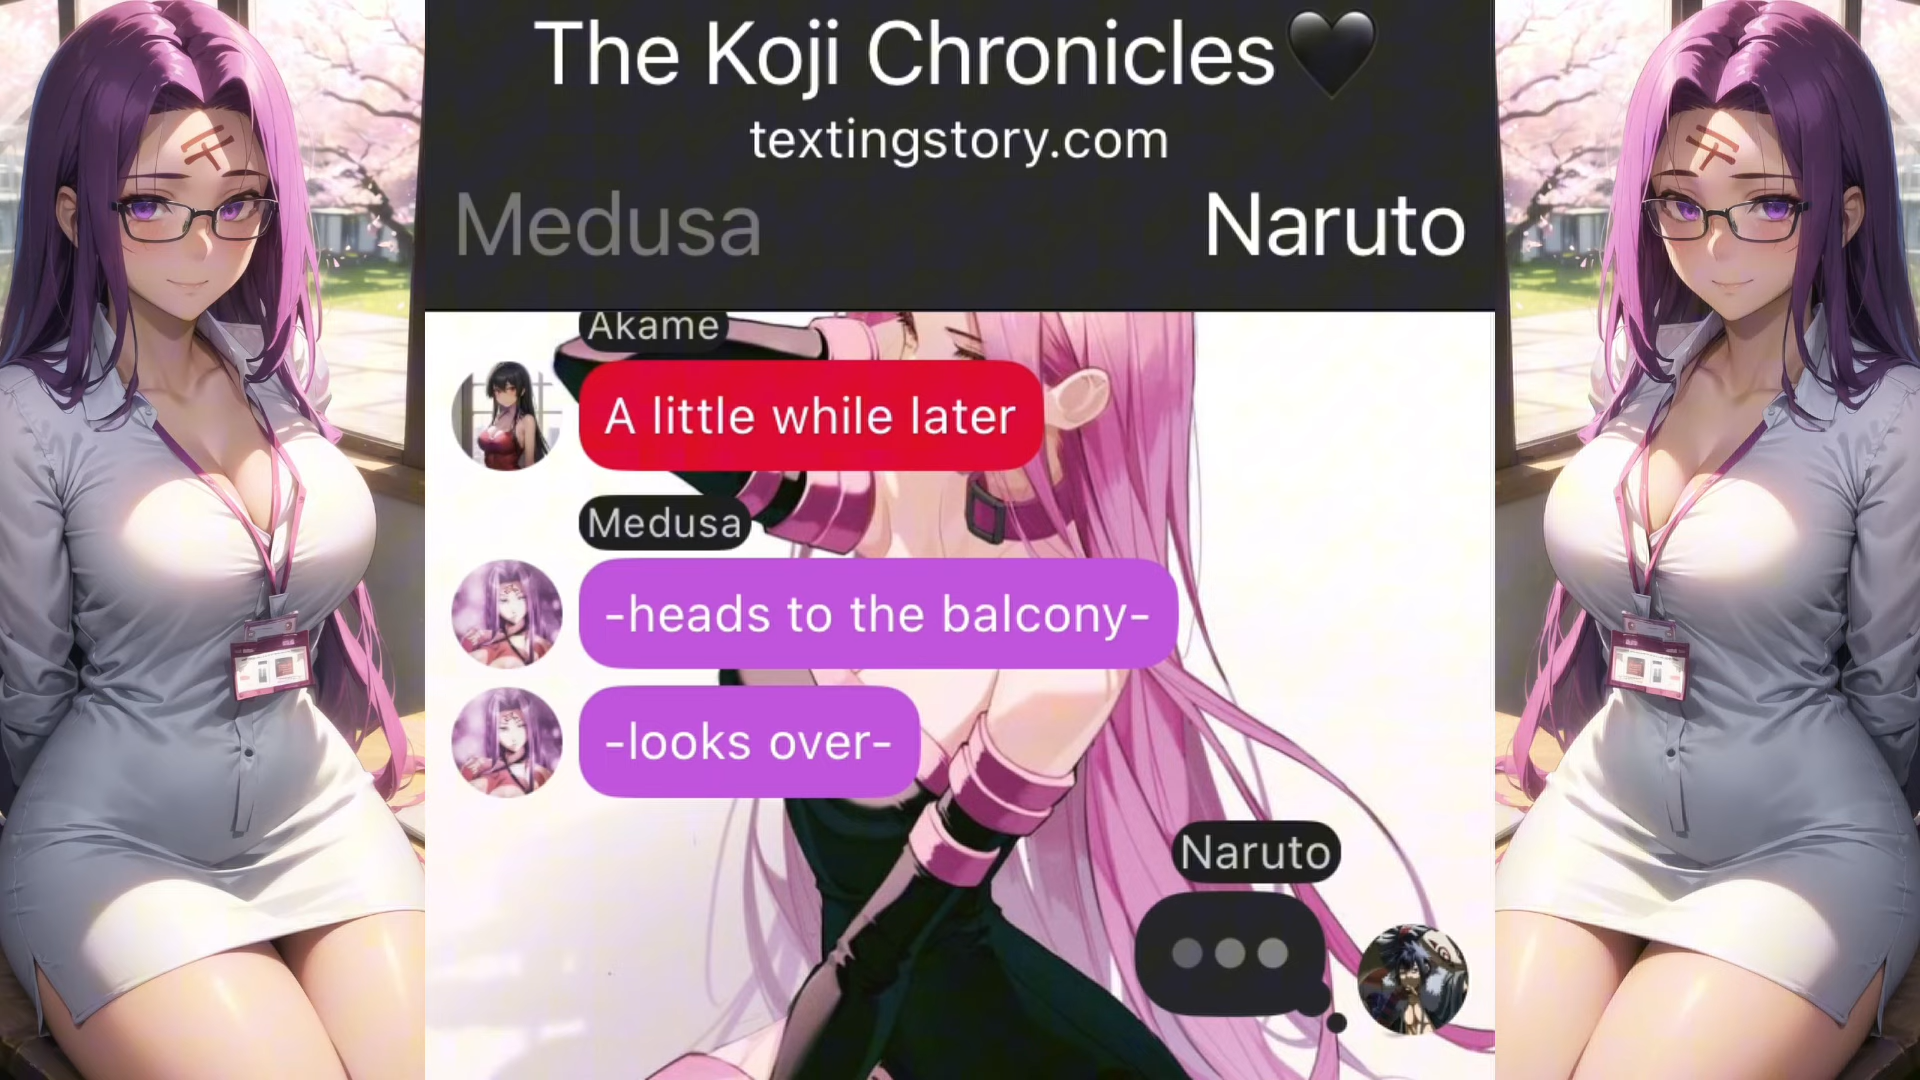 The Koji Chronicles🖤
textingstory.com
Medusa
Naruto
Akame
A little while later
Medusa
-heads to the balcony-
-looks over-
Naruto